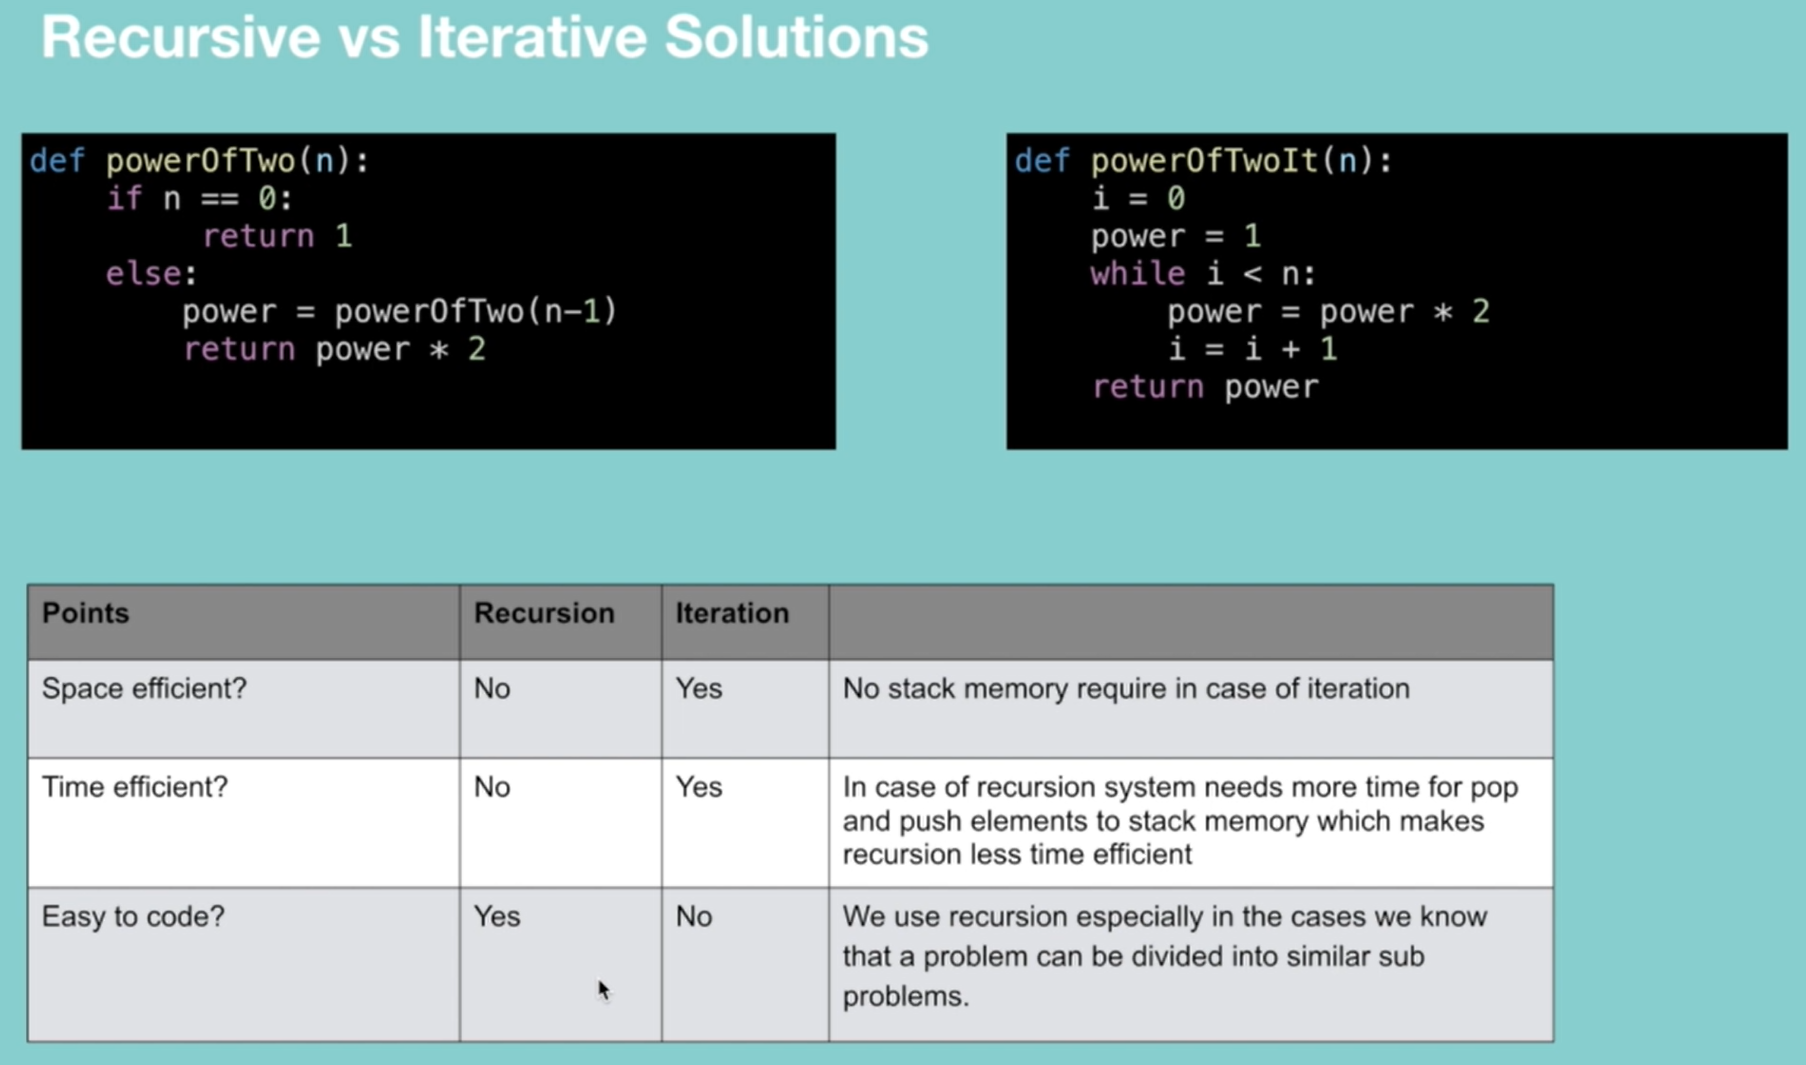 Recursive vs Iterative Solutions
def powerOfTwo(n):
    if n == 0:
        return 1
    else:
        power = powerOfTwo(n-1)
        return power * 2
def powerOfTwoIt(n):
    i = 0
    power = 1
    while i < n:
        power = power * 2
        i = i + 1
    return power
Points Recursion Iteration
Space efficient? No Yes No stack memory require in case of iteration
Time efficient? No Yes In case of recursion system needs more time for pop
and push elements to stack memory which makes
recursion less time efficient
Easy to code? Yes No We use recursion especially in the cases we know
that a problem can be divided into similar sub
problems.